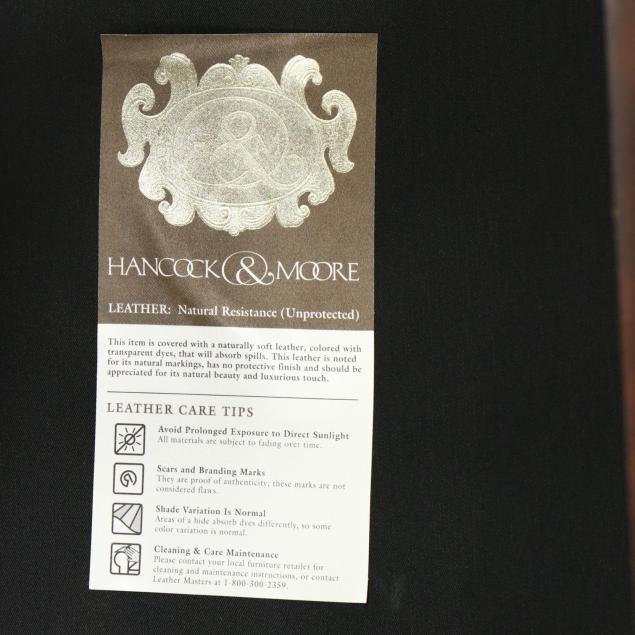 &
HANCOCK & MOORE
LEATHER: Natural Resistance (Unprotected)
This item is covered with a naturally soft leather, colored with
transparent dyes, that will absorb spills. This leather is noted
for its natural markings, has no protective finish and should be
appreciated for its natural beauty and luxurious touch.
LEATHER CARE TIPS
Avoid Prolonged Exposure to Direct Sunlight
All materials are subject to fading over time.
Scars and Branding Marks
They are proof of authenticity; these marks are not
considered flaws.
Shade Variation Is Normal
Areas of a hide absorb dyes differently, so some
color variation is normal.
Cleaning & Care Maintenance
Please contact your local furniture retailer for
cleaning and maintenance instructions, or contact
Leather Masters at 1-800-300-2359.